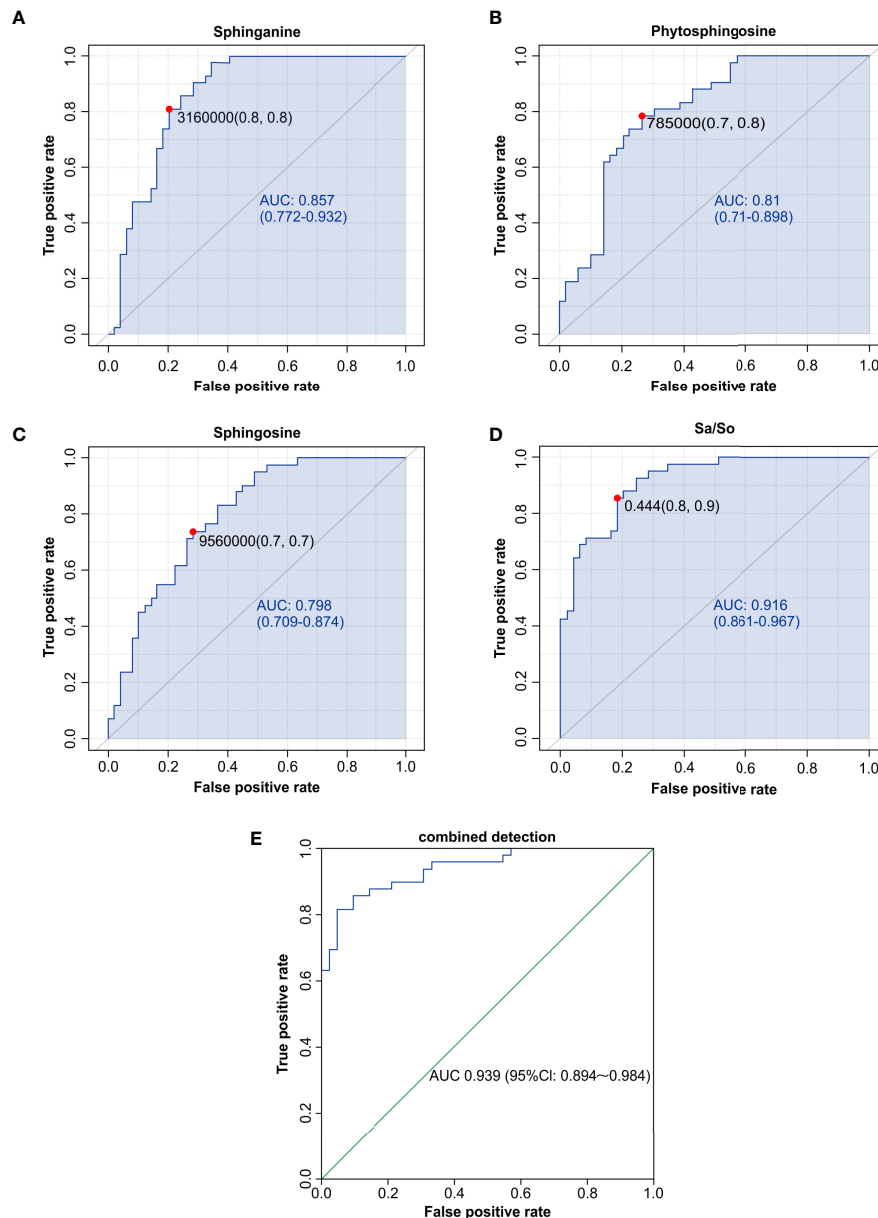 A
Sphinganine
1.0
0.8
0.6
0.4
0.2
0.0
True positive rate
3160000(0.8, 0.8)
AUC: 0.857
(0.772-0.932)
0.0 0.2 0.4 0.6 0.8 1.0
False positive rate
B
Phytosphingosine
1.0
0.8
0.6
0.4
0.2
0.0
True positive rate
785000(0.7, 0.8)
AUC: 0.81
(0.71-0.898)
0.0 0.2 0.4 0.6 0.8 1.0
False positive rate
C
Sphingosine
1.0
0.8
0.6
0.4
0.2
0.0
True positive rate
9560000(0.7, 0.7)
AUC: 0.798
(0.709-0.874)
0.0 0.2 0.4 0.6 0.8 1.0
False positive rate
D
Sa/So
1.0
0.8
0.6
0.4
0.2
0.0
True positive rate
0.444(0.8, 0.9)
AUC: 0.916
(0.861-0.967)
0.0 0.2 0.4 0.6 0.8 1.0
False positive rate
E
combined detection
1.0
0.8
0.6
0.4
0.2
0.0
True positive rate
AUC 0.939 (95%CI: 0.894～0.984)
0.0 0.2 0.4 0.6 0.8 1.0
False positive rate